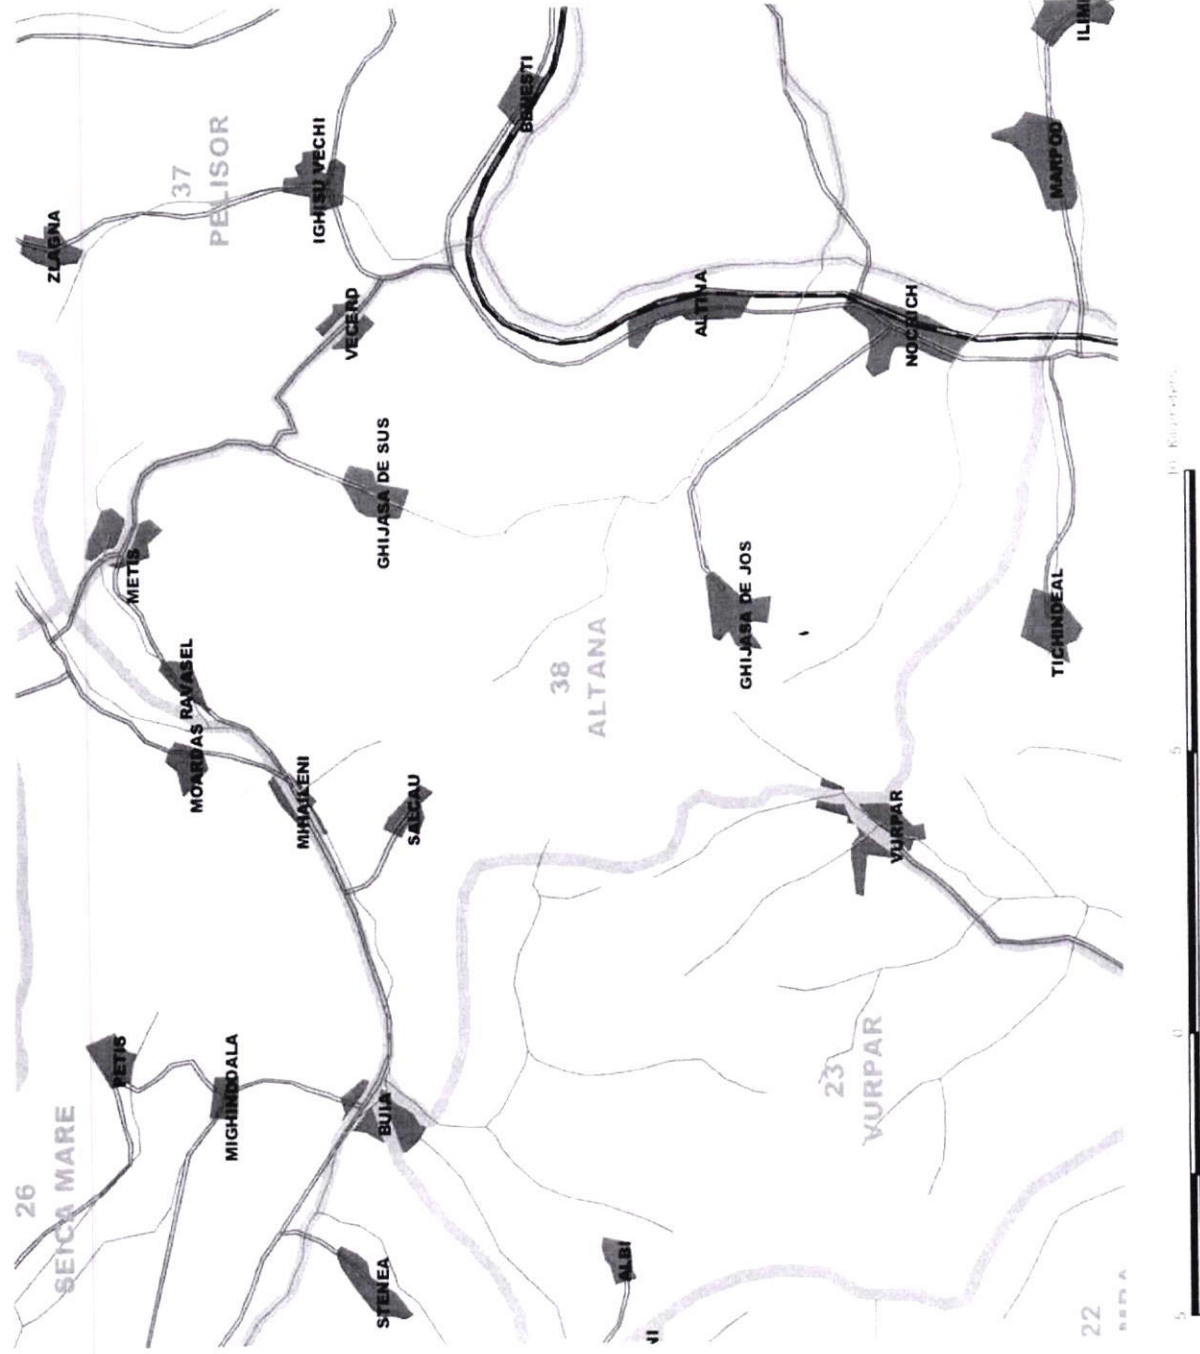 26
SEICA MARE
ZLAGNA
PETIS
METIS
37
PELISOR
MOARDAS
RAVASEL
MIGHINDOALA
MIHAILENI
IGHISU VECHI
VECERD
GHIJASA DE SUS
STENEA
BUIA
SALCAU
BENESTI
38
ALTANA
ALBI
NI
ALTINA
GHIJASA DE JOS
23
VURPAR
VURPAR
NOCRICH
MARPOD
TICHINDEAL
ILIM
22
5 0 5 10 Kilometers